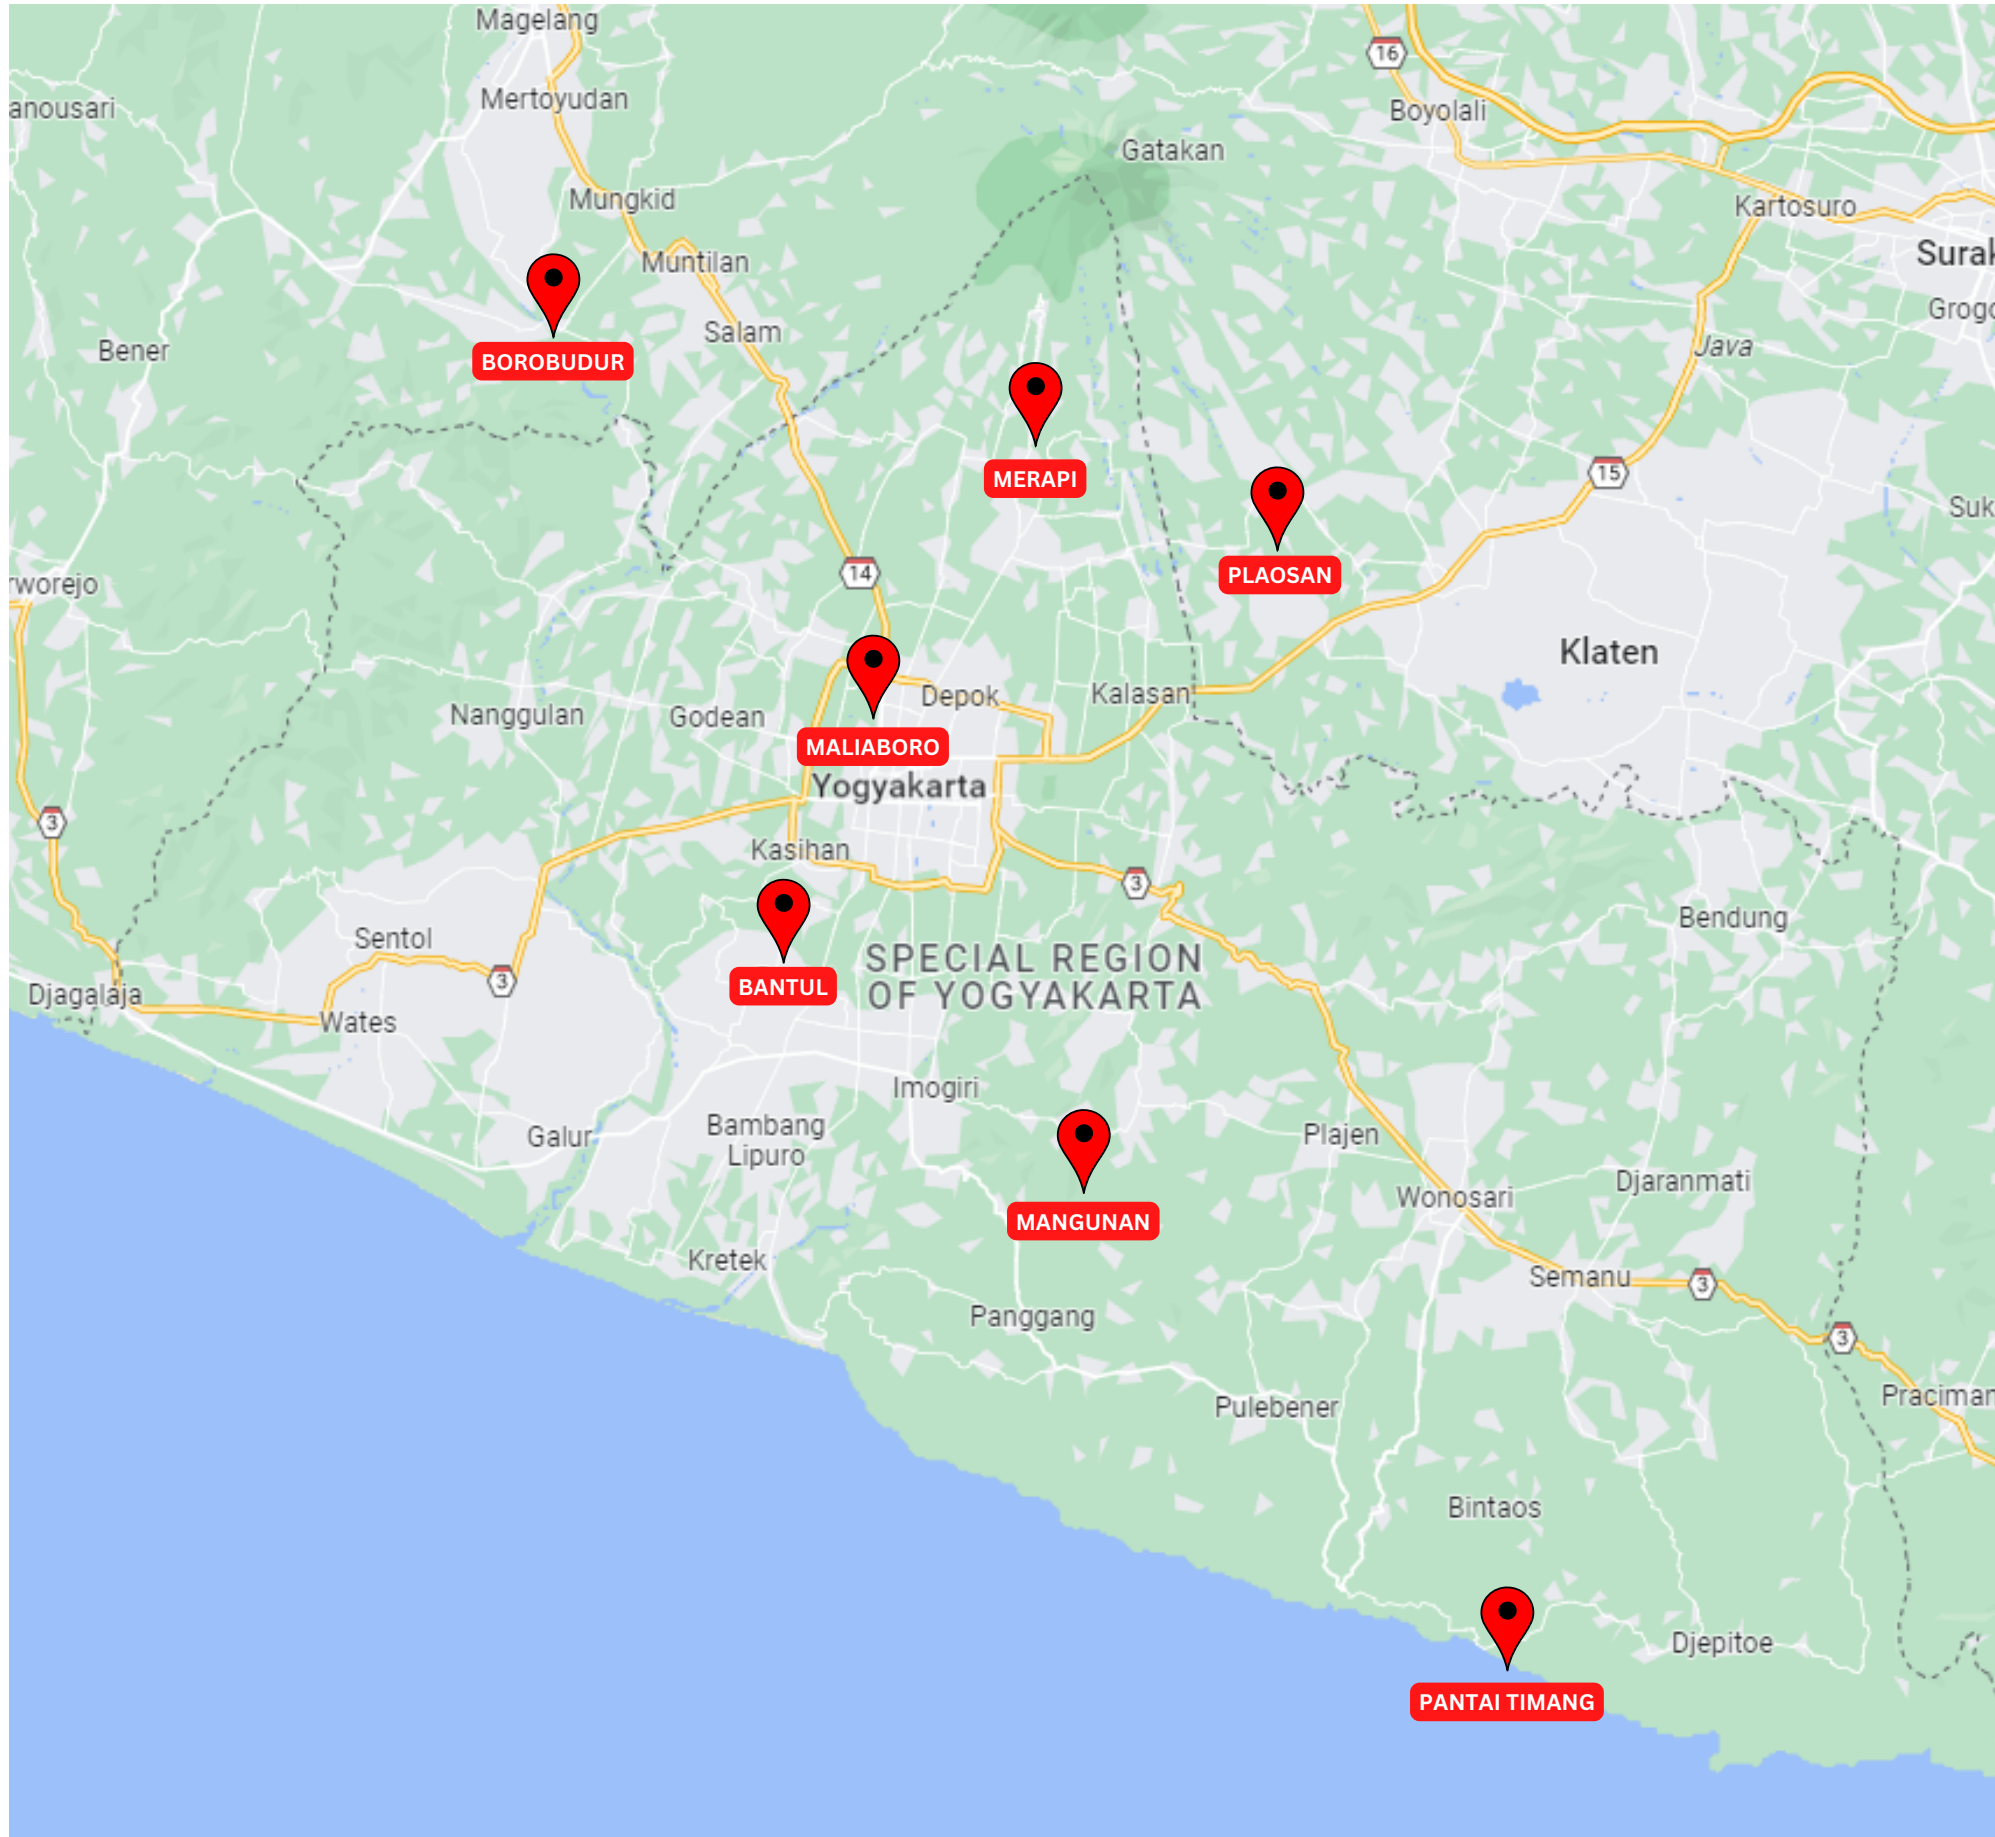 Magelang
16
anousari
Mertoyudan
Boyolali
Gatakan
Mungkid
Kartosuro
Surak
Muntilan
Grogo
Salam
Java
Bener
BOROBUDUR
MERAPI
15
Suk
14
PLAOSAN
rworejo
Klaten
Depok
Kalasan
Nanggulan
Godean
MALIABORO
Yogyakarta
3
Kasihan
3
Bendung
Sentol
SPECIAL REGION
OF YOGYAKARTA
3
BANTUL
Djagalaja
Wates
Imogiri
Galur
Bambang
Lipuro
Plajen
Djaranmati
Wonosari
MANGUNAN
Kretek
Semanu
3
Panggang
3
Praciman
Pulebener
Bintaos
Djepitoe
PANTAI TIMANG